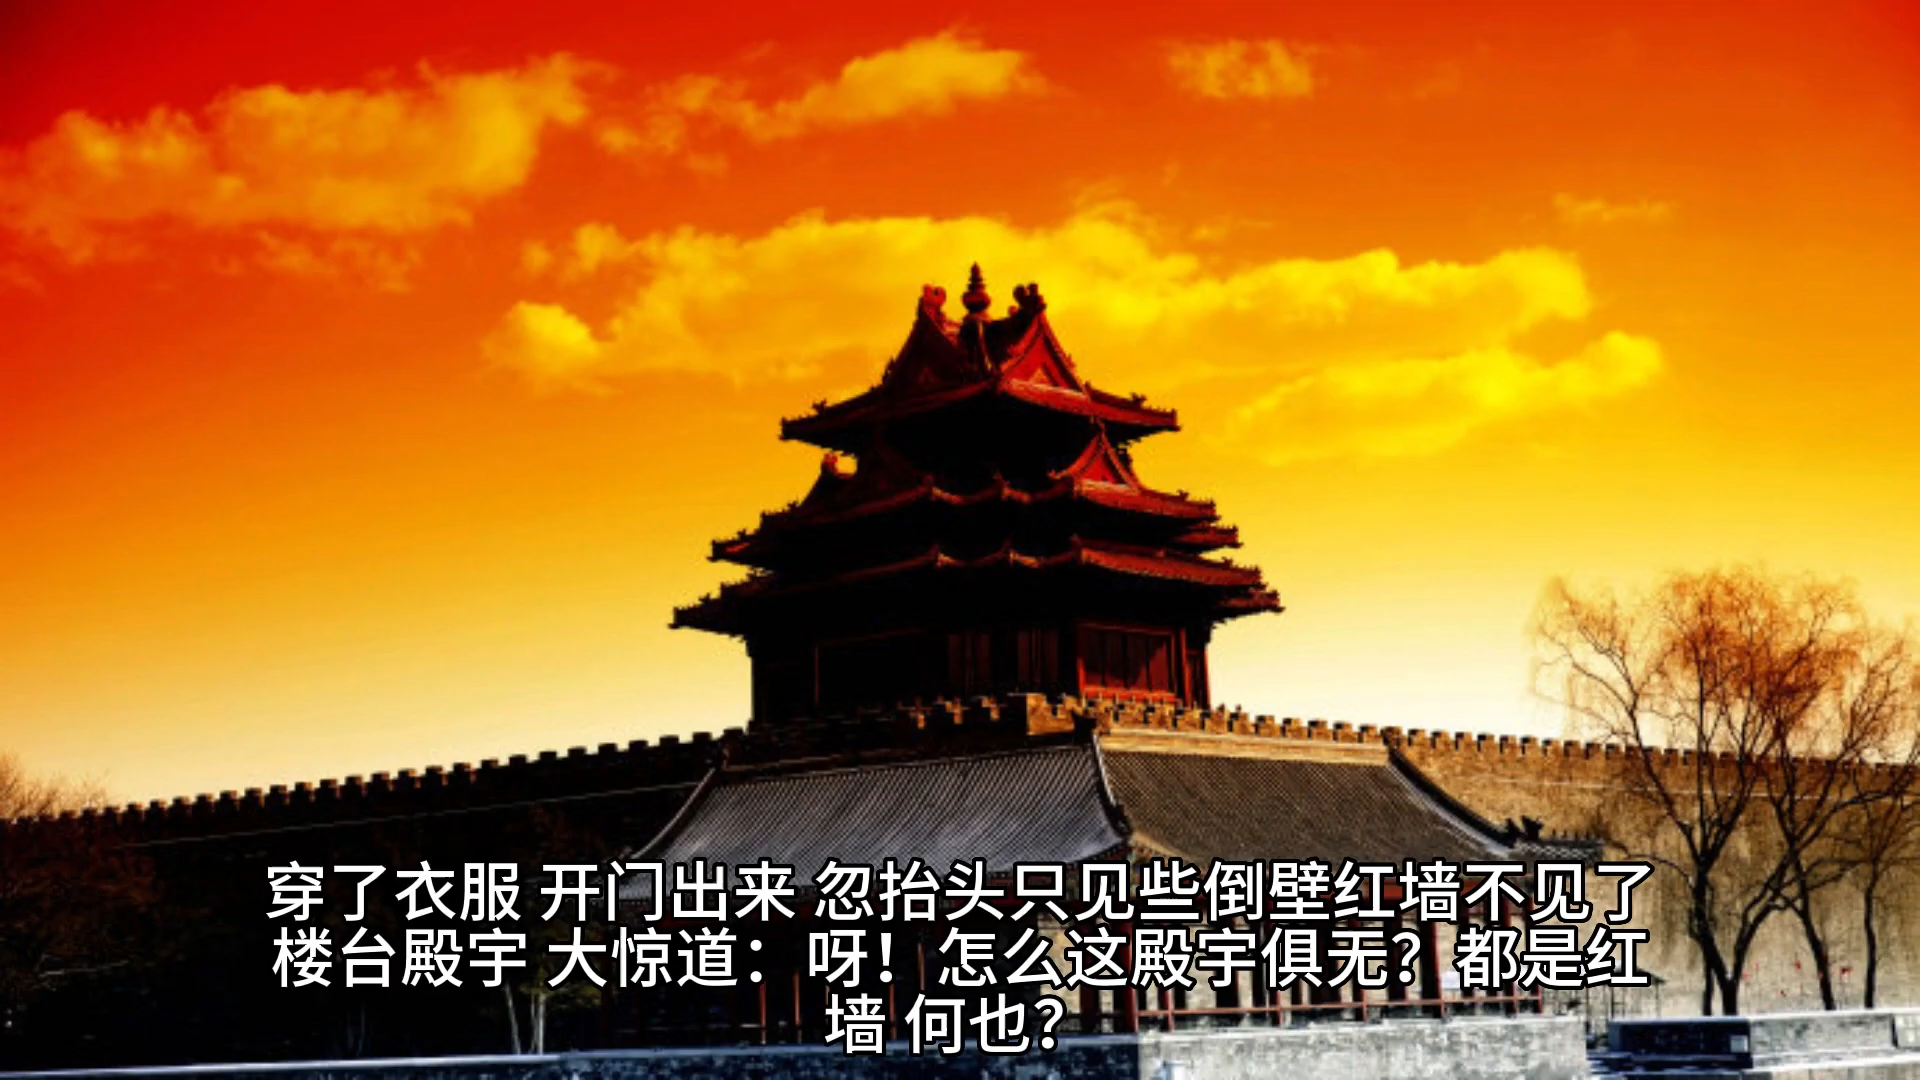 穿了衣服 开门出来 忽抬头只见些倒壁红墙不见了
楼台殿宇 大惊道：呀！怎么这殿宇俱无？都是红
墙 何也？